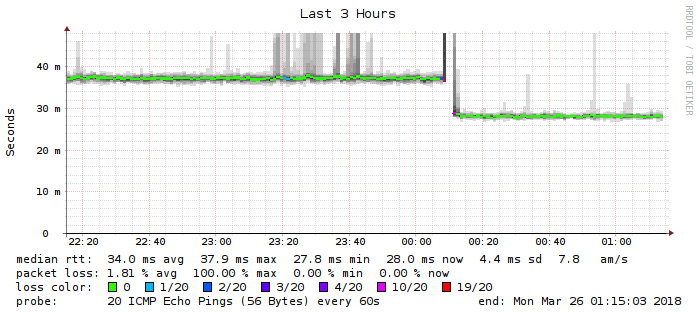 Last 3 Hours
RRDTOOL / TOBI OETIKER
Seconds
40 m
30 m
20 m
10 m
0
22:20 22:40 23:00 23:20 23:40 00:00 00:20 00:40 01:00
median rtt: 34.0 ms avg 37.9 ms max 27.8 ms min 28.0 ms now 4.4 ms sd 7.8 am/s
packet loss: 1.81 % avg 100.00 % max 0.00 % min 0.00 % now
loss color: 0 1/20 2/20 3/20 4/20 10/20 19/20
probe: 20 ICMP Echo Pings (56 Bytes) every 60s end: Mon Mar 26 01:15:03 2018